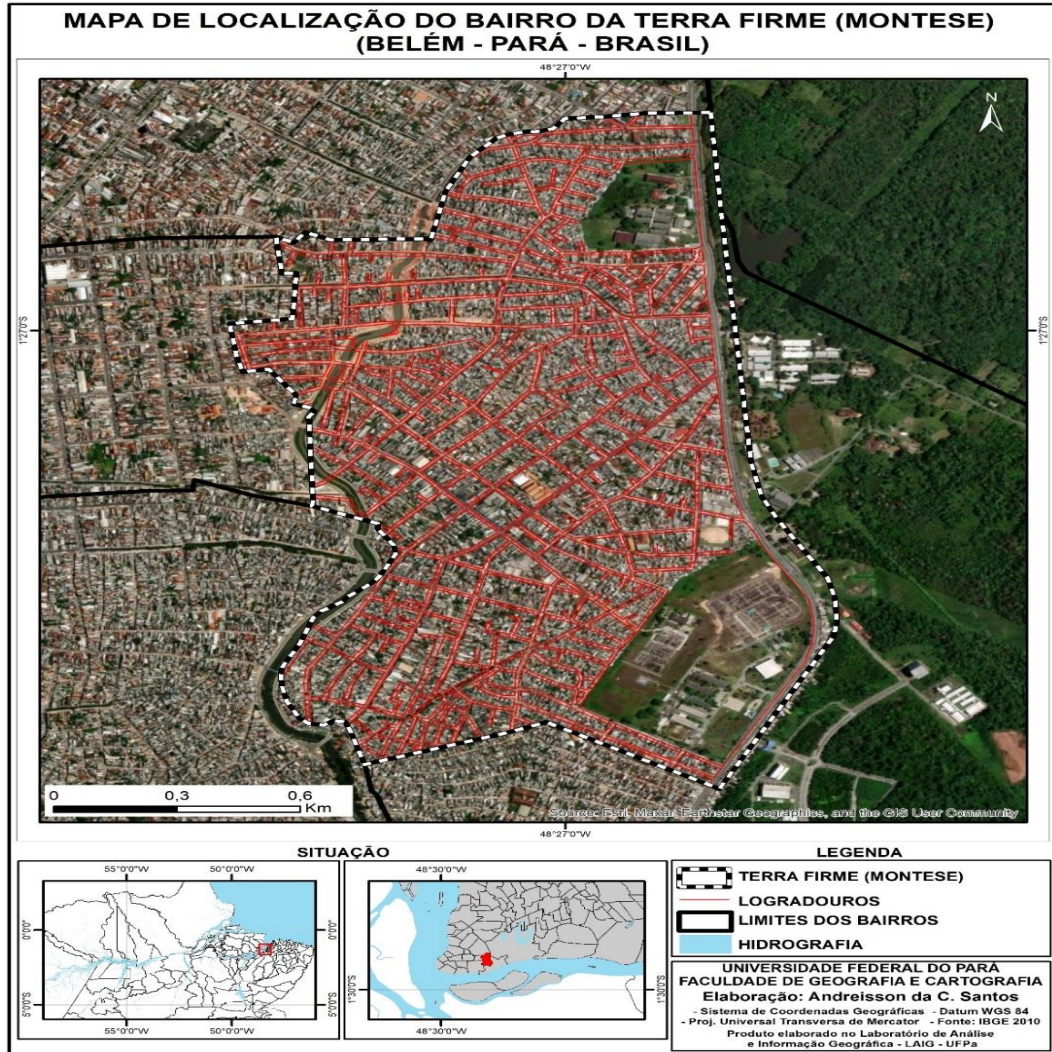 MAPA DE LOCALIZAÇÃO DO BAIRRO DA TERRA FIRME (MONTESE)
(BELÉM - PARÁ - BRASIL)
48°27'0"W
N
1°27'0"S
1°27'0"S
0 0,3 0,6
Km
Source: Esri, Maxar, Earthstar Geographics, and the GIS User Community
48°27'0"W
SITUAÇÃO
55°0'0"W 50°0'0"W
0°0'0"
0°0'0"
5°0'0"S
5°0'0"S
55°0'0"W 50°0'0"W
48°30'0"W
1°30'0"S
1°30'0"S
48°30'0"W
LEGENDA
TERRA FIRME (MONTESE)
LOGRADOUROS
LIMITES DOS BAIRROS
HIDROGRAFIA
UNIVERSIDADE FEDERAL DO PARÁ
FACULDADE DE GEOGRAFIA E CARTOGRAFIA
Elaboração: Andreisson da C. Santos
- Sistema de Coordenadas Geográficas - Datum WGS 84
- Proj. Universal Transversa de Mercator - Fonte: IBGE 2010
Produto elaborado no Laboratório de Análise
e Informação Geográfica - LAIG - UFPa